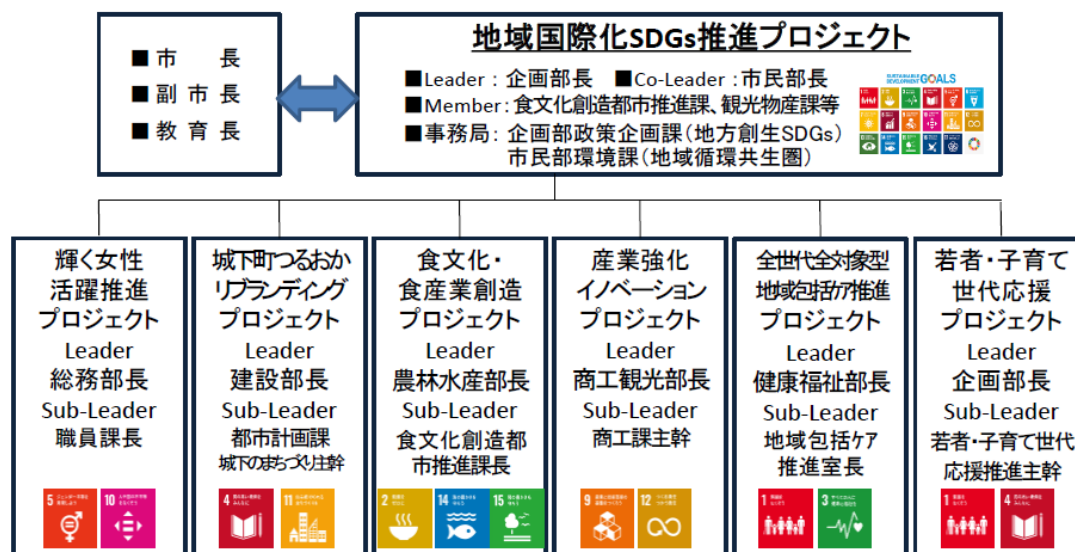 ■市　　長
■副市長
■教育長
地域国際化SDGs推進プロジェクト
■Leader：企画部長　■Co-Leader：市民部長
■Member：食文化創造都市推進課、観光物産課等
■事務局：企画部政策企画課（地方創生SDGs）
市民部環境課（地域循環共生圏）
SUSTAINABLE
DEVELOPMENT GOALS
輝く女性
活躍推進
プロジェクト
Leader
総務部長
Sub-Leader
職員課長
5
10
城下町つるおか
リブランディング
プロジェクト
Leader
建設部長
Sub-Leader
都市計画課
城下のまちづくり主幹
4
11
食文化・
食産業創造
プロジェクト
Leader
農林水産部長
Sub-Leader
食文化創造都
市推進課長
2
14
15
産業強化
イノベーション
プロジェクト
Leader
商工観光部長
Sub-Leader
商工課主幹
9
12
全世代全対象型
地域包括ケア推進
プロジェクト
Leader
健康福祉部長
Sub-Leader
地域包括ケア
推進室長
1
3
若者・子育て
世代応援
プロジェクト
Leader
企画部長
Sub-Leader
若者・子育て世代
応援推進主幹
1
4